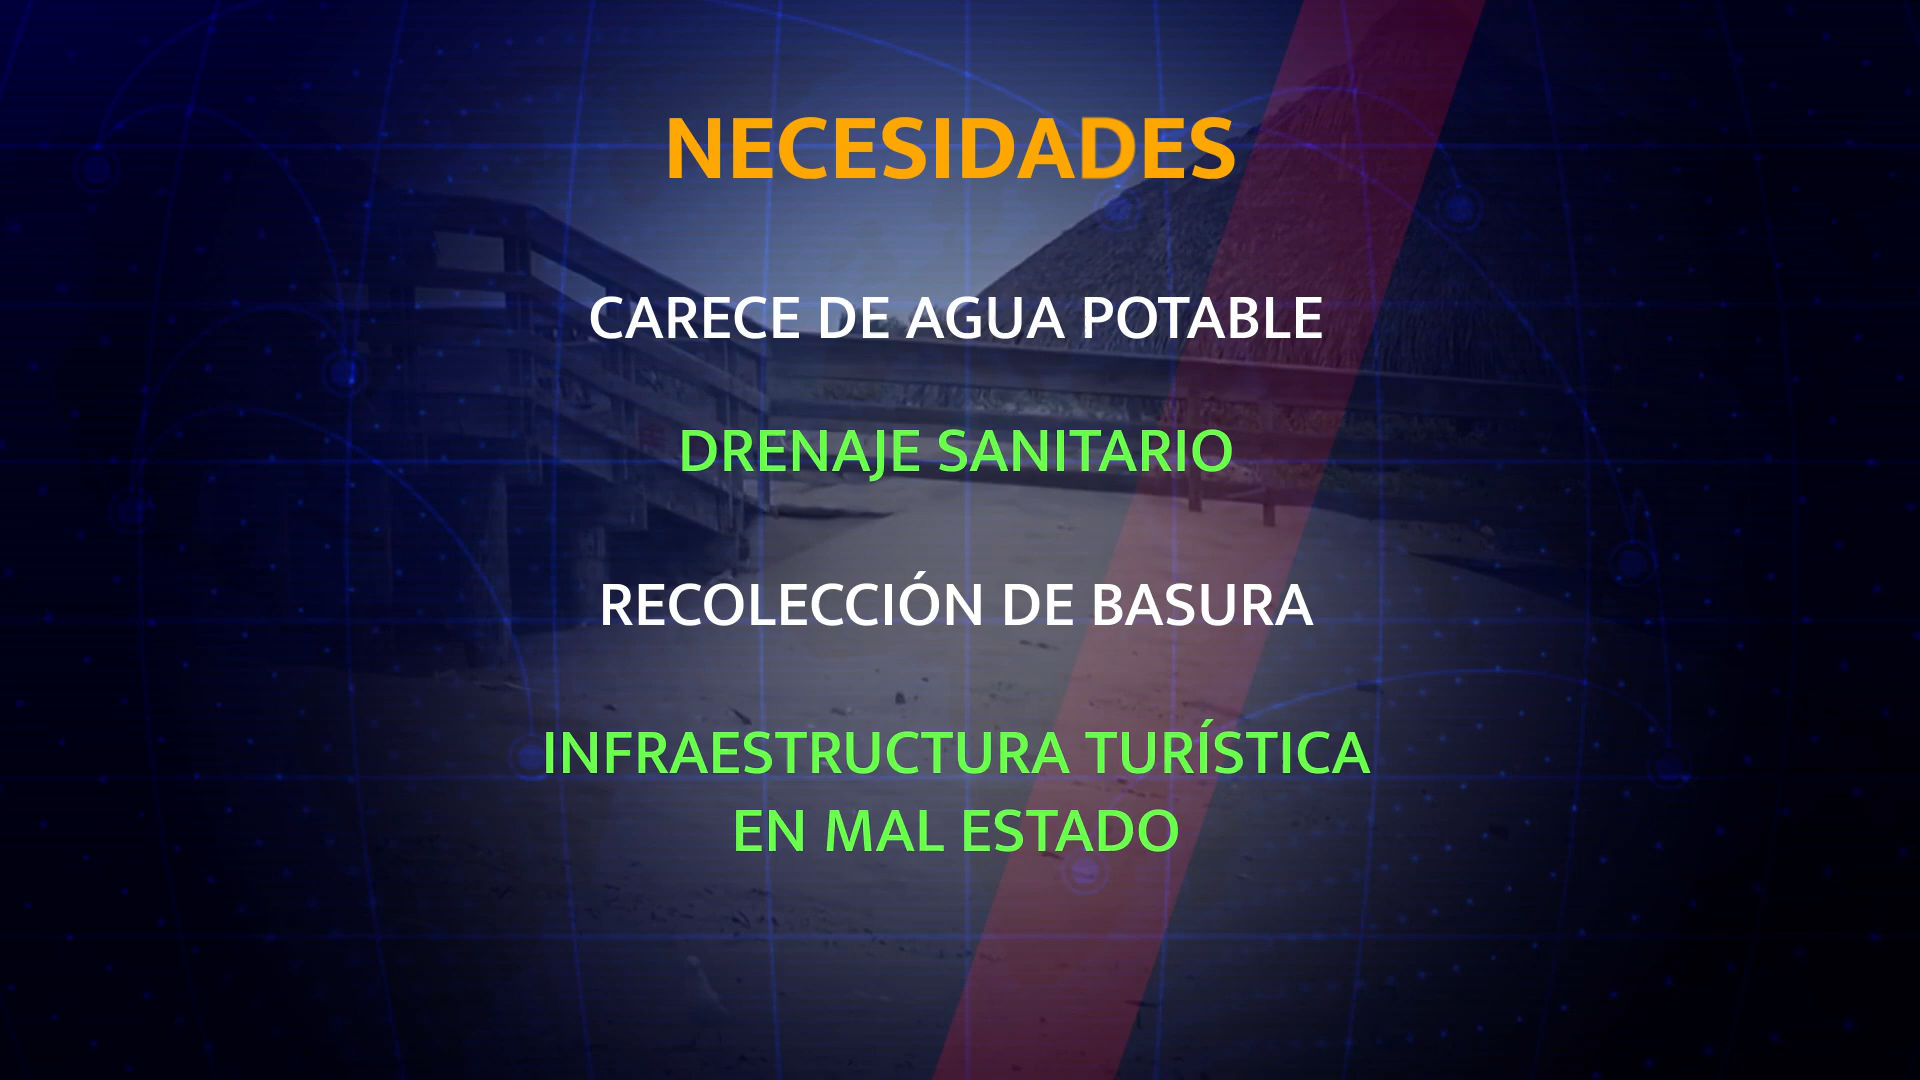 NECESIDADES
CARECE DE AGUA POTABLE
DRENAJE SANITARIO
RECOLECCIÓN DE BASURA
INFRAESTRUCTURA TURÍSTICA
EN MAL ESTADO